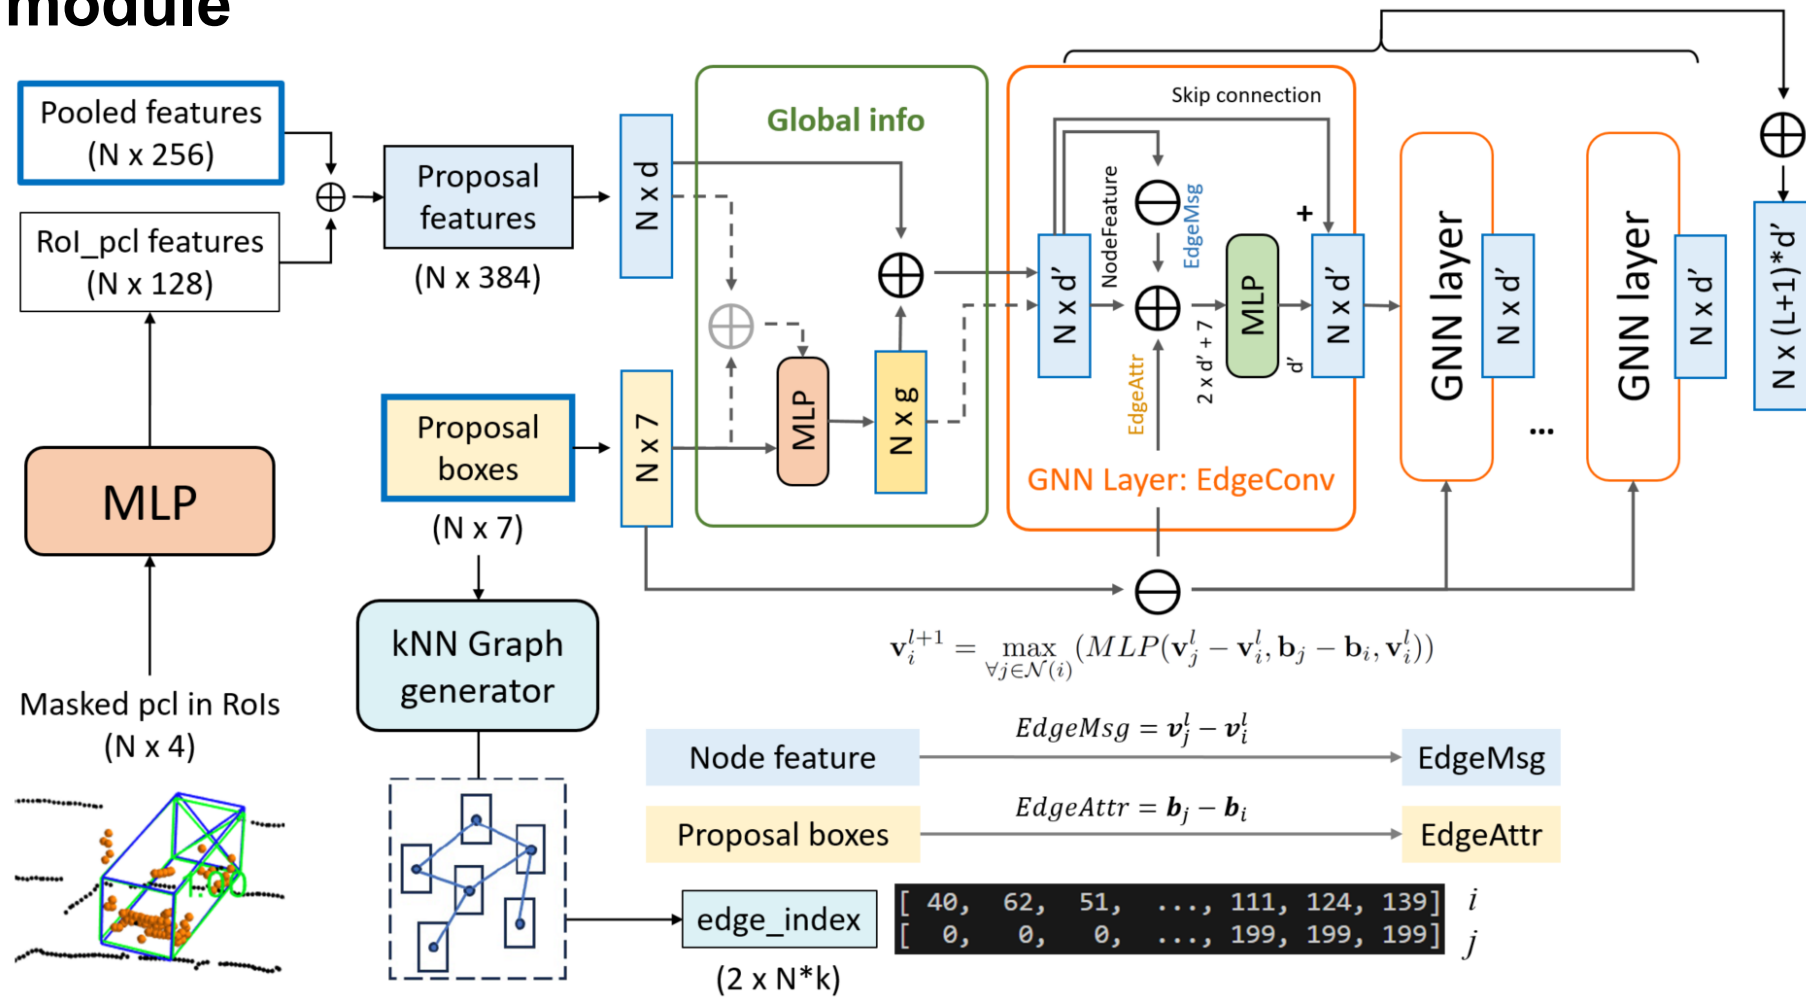 module
Pooled features
(N x 256)
RoI_pcl features
(N x 128)
MLP
Masked pcl in RoIs
(N x 4)
1.00
Proposal
features
(N x 384)
Proposal
boxes
(N x 7)
kNN Graph
generator
N x d
N x 7
Global info
MLP
N x g
Skip connection
N x d’
NodeFeature
EdgeMsg
EdgeAttr
2 x d’ + 7
MLP
d’
+
N x d’
GNN Layer: EdgeConv
GNN layer
N x d’
...
GNN layer
N x d’
N x (L+1)*d’
v_i^{l+1} = max_{∀j∈N(i)} (MLP(v_j^l − v_i^l, b_j − b_i, v_i^l))
Node feature
EdgeMsg = v_j^l − v_i^l
EdgeMsg
Proposal boxes
EdgeAttr = b_j − b_i
EdgeAttr
edge_index
(2 x N*k)
[ 40, 62, 51, ..., 111, 124, 139] i
[ 0, 0, 0, ..., 199, 199, 199] j